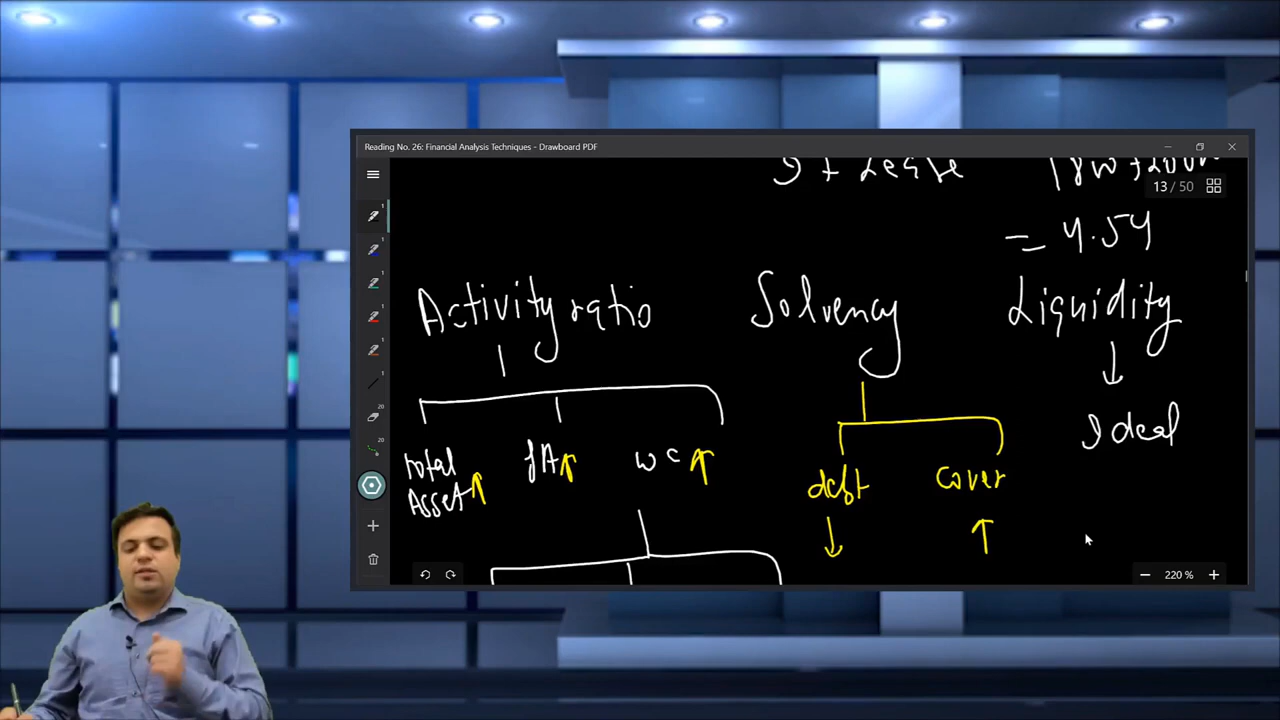 Reading No. 26: Financial Analysis Techniques - Drawboard PDF
I + Lease
13 / 50
= 4.54
Activity ratio Solvency Liquidity
Ideal
Total Asset↑ fA↑ wc↑
debt↓ cover↑
220 %